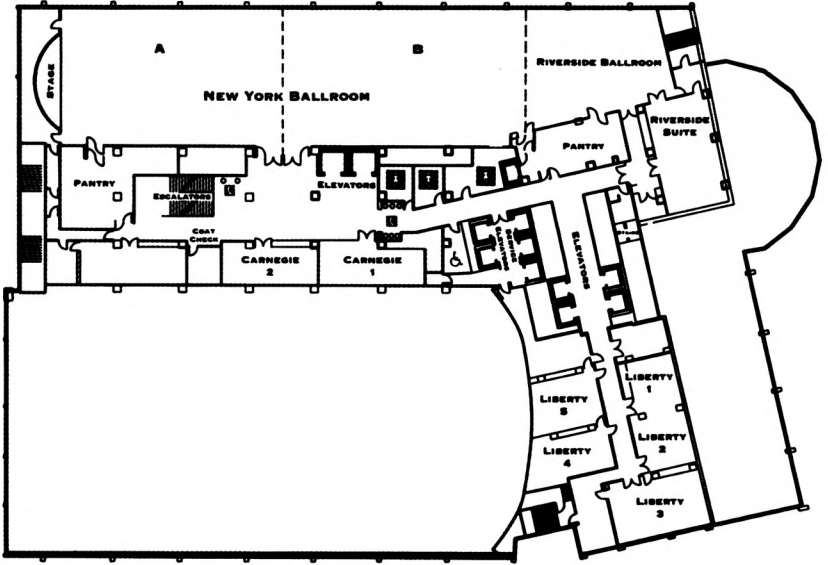 A
B
RIVERSIDE BALLROOM
STAGE
NEW YORK BALLROOM
RIVERSIDE
SUITE
PANTRY
PANTRY
ELEVATORS
ESCALATORS
COAT
CHECK
SERVICE
ELEVATORS
ELEVATORS
CARNEGIE
2
CARNEGIE
1
LIBERTY
1
LIBERTY
5
LIBERTY
2
LIBERTY
4
LIBERTY
3